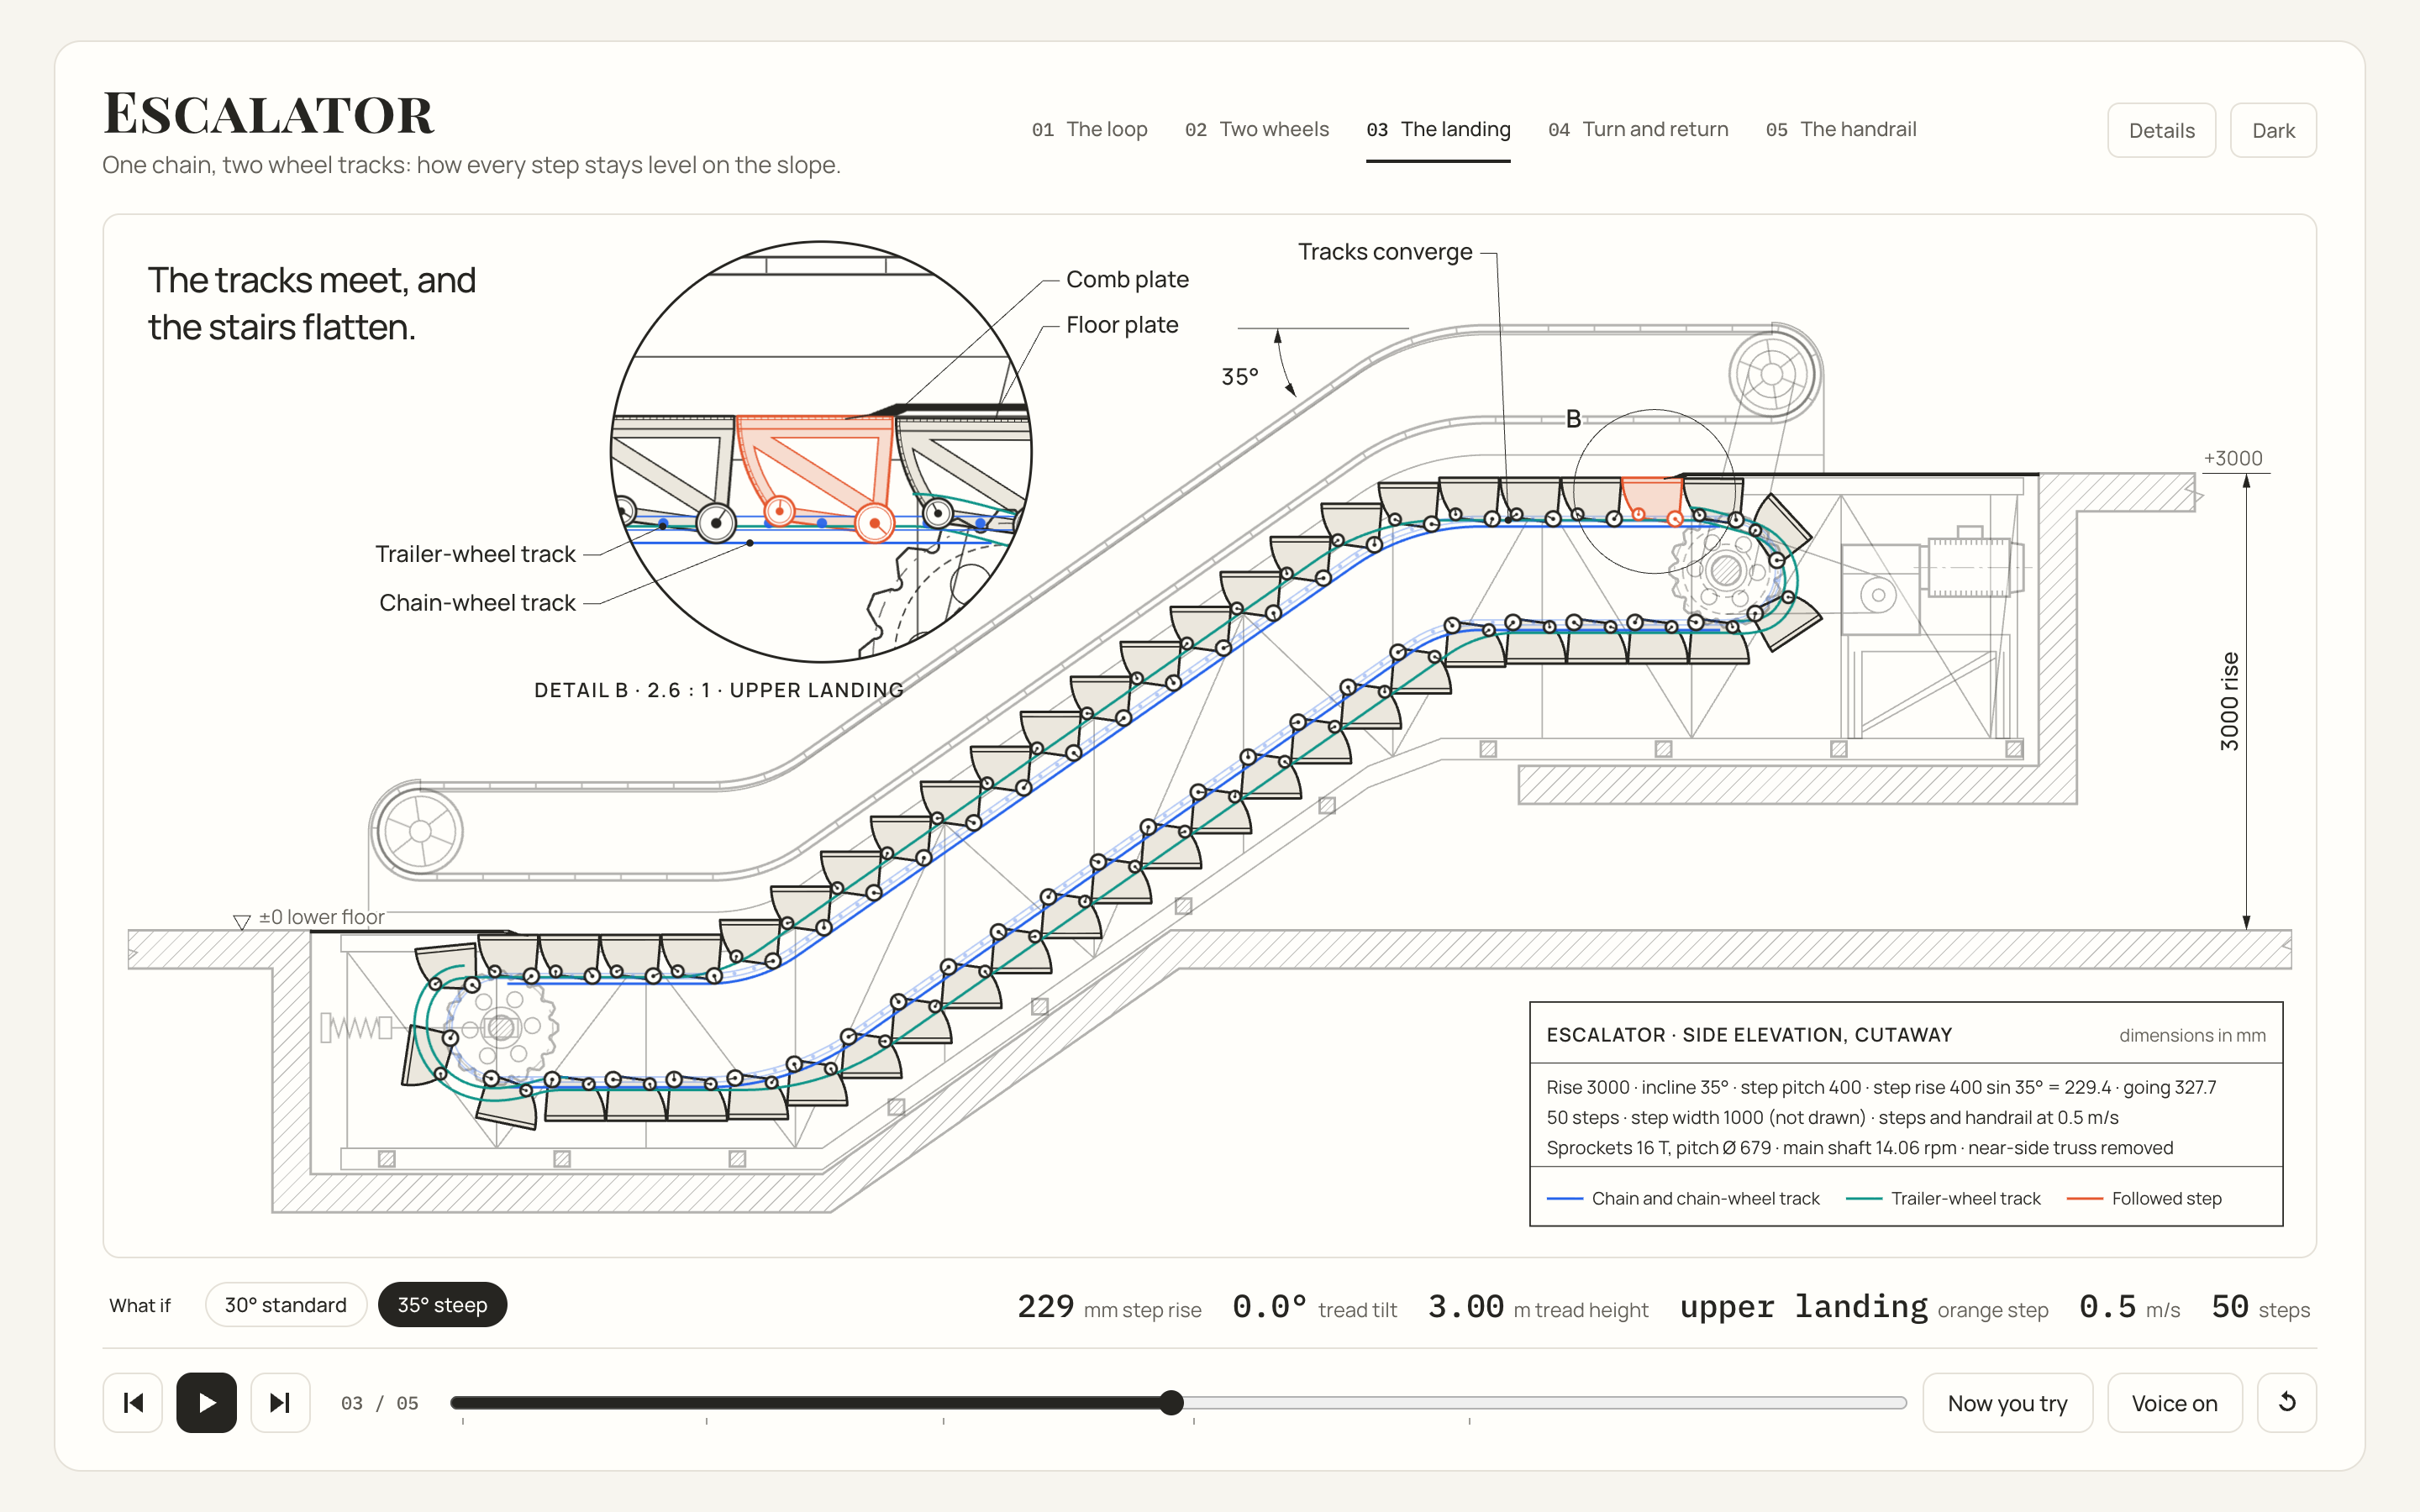 ESCALATOR
One chain, two wheel tracks: how every step stays level on the slope.
01 The loop
02 Two wheels
03 The landing
04 Turn and return
05 The handrail
Details
Dark
The tracks meet, and
the stairs flatten.
Comb plate
Floor plate
Tracks converge
35°
B
+3000
3000 rise
Trailer-wheel track
Chain-wheel track
DETAIL B · 2.6 : 1 · UPPER LANDING
±0 lower floor
ESCALATOR · SIDE ELEVATION, CUTAWAY
dimensions in mm
Rise 3000 · incline 35° · step pitch 400 · step rise 400 sin 35° = 229.4 · going 327.7
50 steps · step width 1000 (not drawn) · steps and handrail at 0.5 m/s
Sprockets 16 T, pitch Ø 679 · main shaft 14.06 rpm · near-side truss removed
Chain and chain-wheel track
Trailer-wheel track
Followed step
What if
30° standard
35° steep
229 mm step rise
0.0° tread tilt
3.00 m tread height
upper landing orange step
0.5 m/s
50 steps
03 / 05
Now you try
Voice on